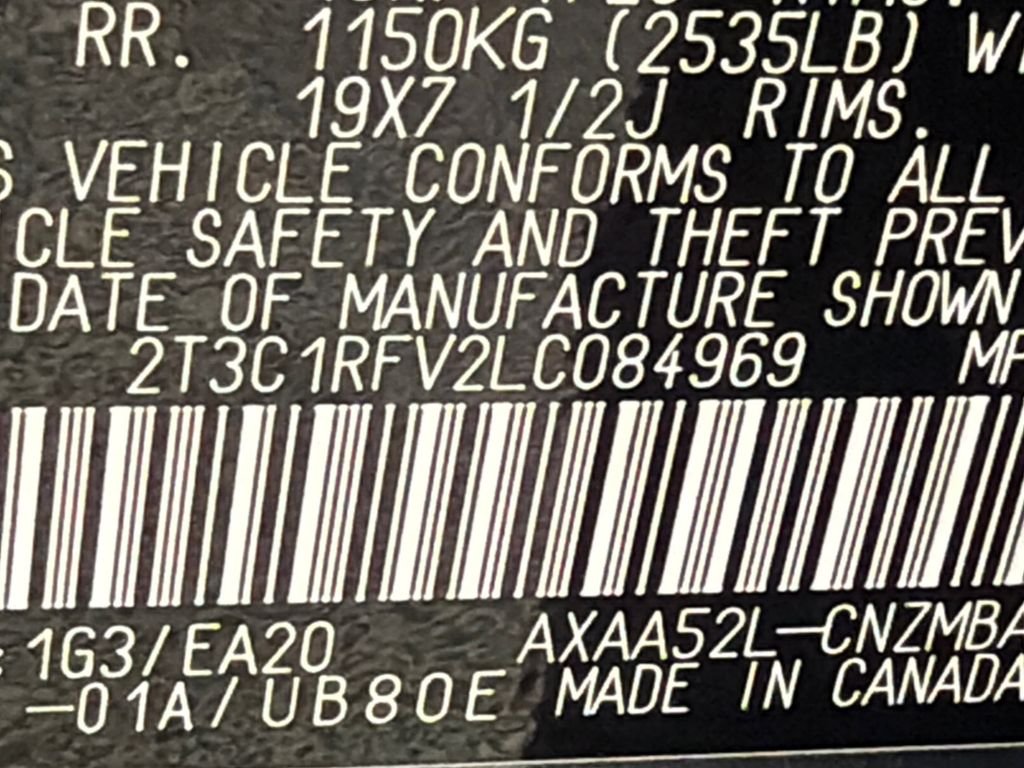 RR. 1150KG (2535LB)
19X7 1/2J RIMS.
VEHICLE CONFORMS TO ALL
CLE SAFETY AND THEFT PREV
DATE OF MANUFACTURE SHOWN
2T3C1RFV2LC084969 MF
1G3/EA20 AXAA52L-CNZMBA
-01A/UB80E MADE IN CANADA